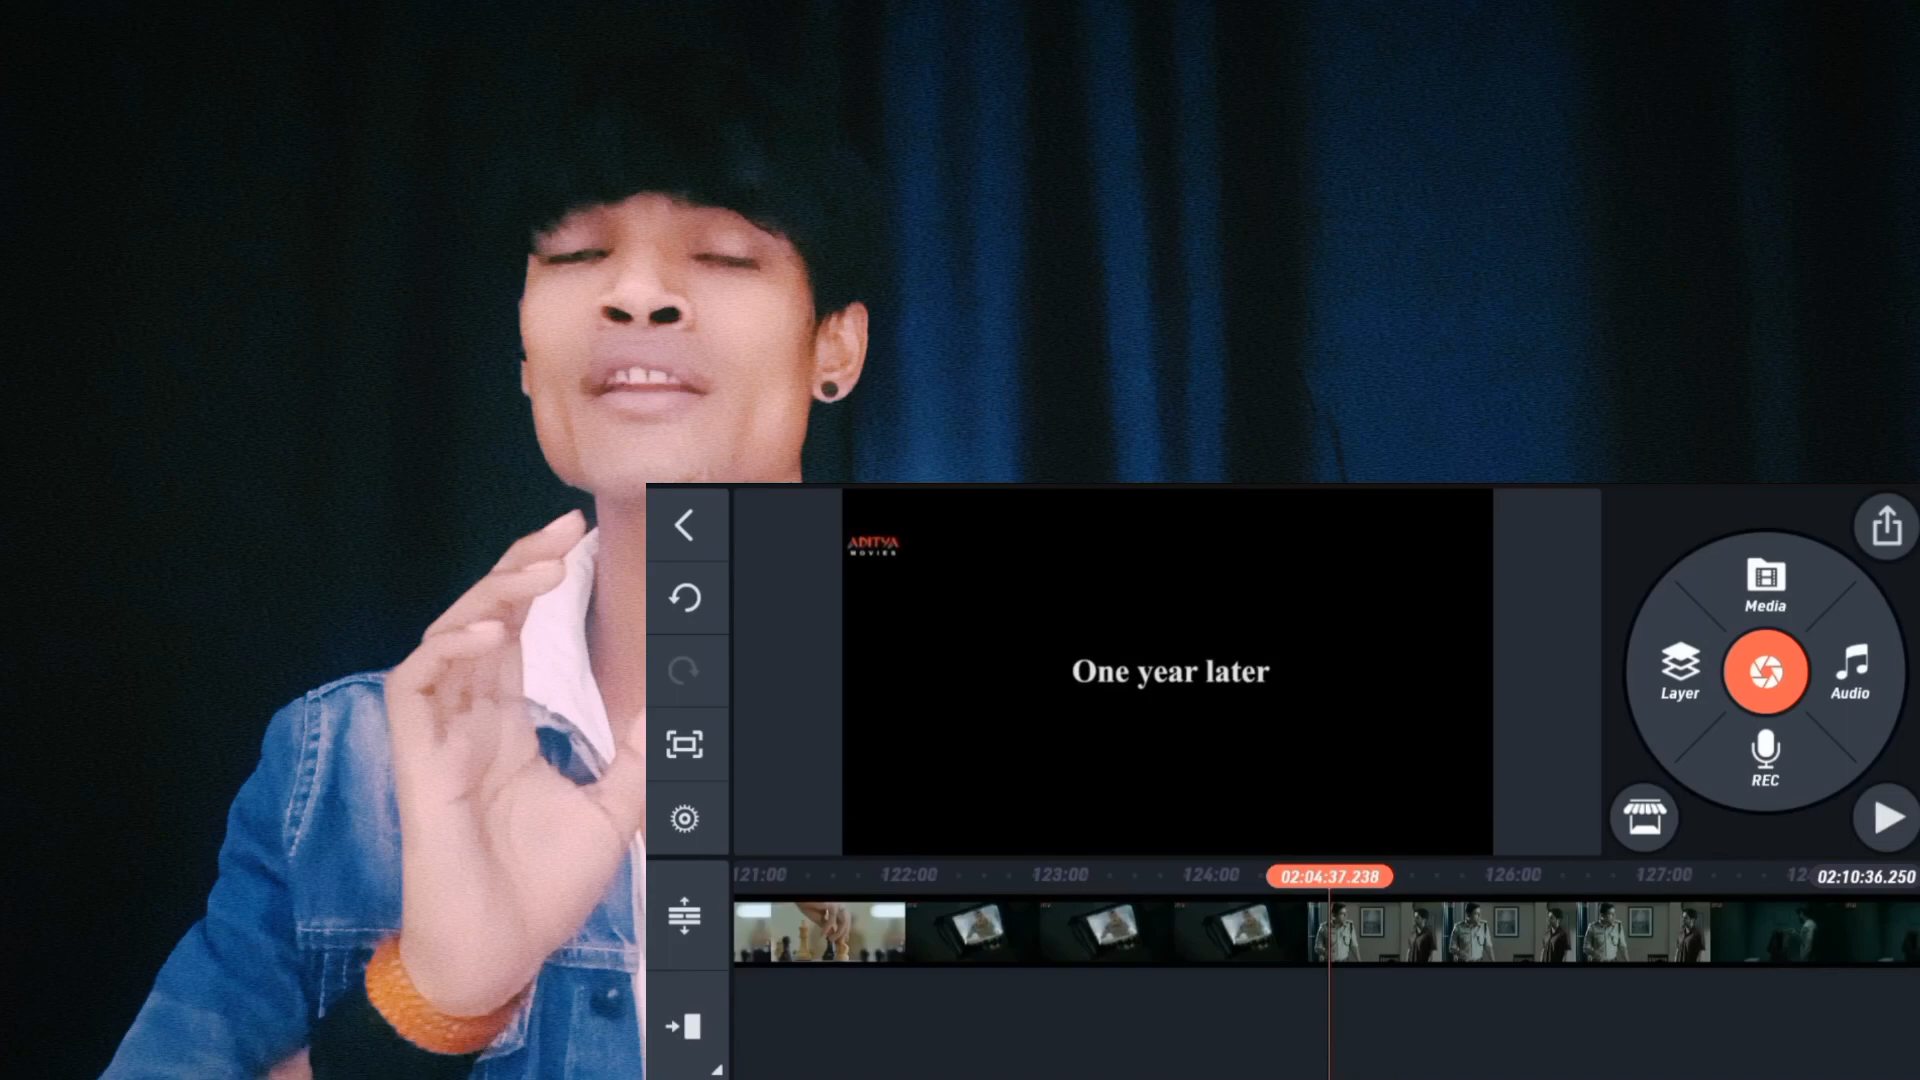 ADITYA
MOVIES
One year later
Media
Layer
Audio
REC
121:00
122:00
123:00
124:00
02:04:37.238
126:00
127:00
02:10:36.250